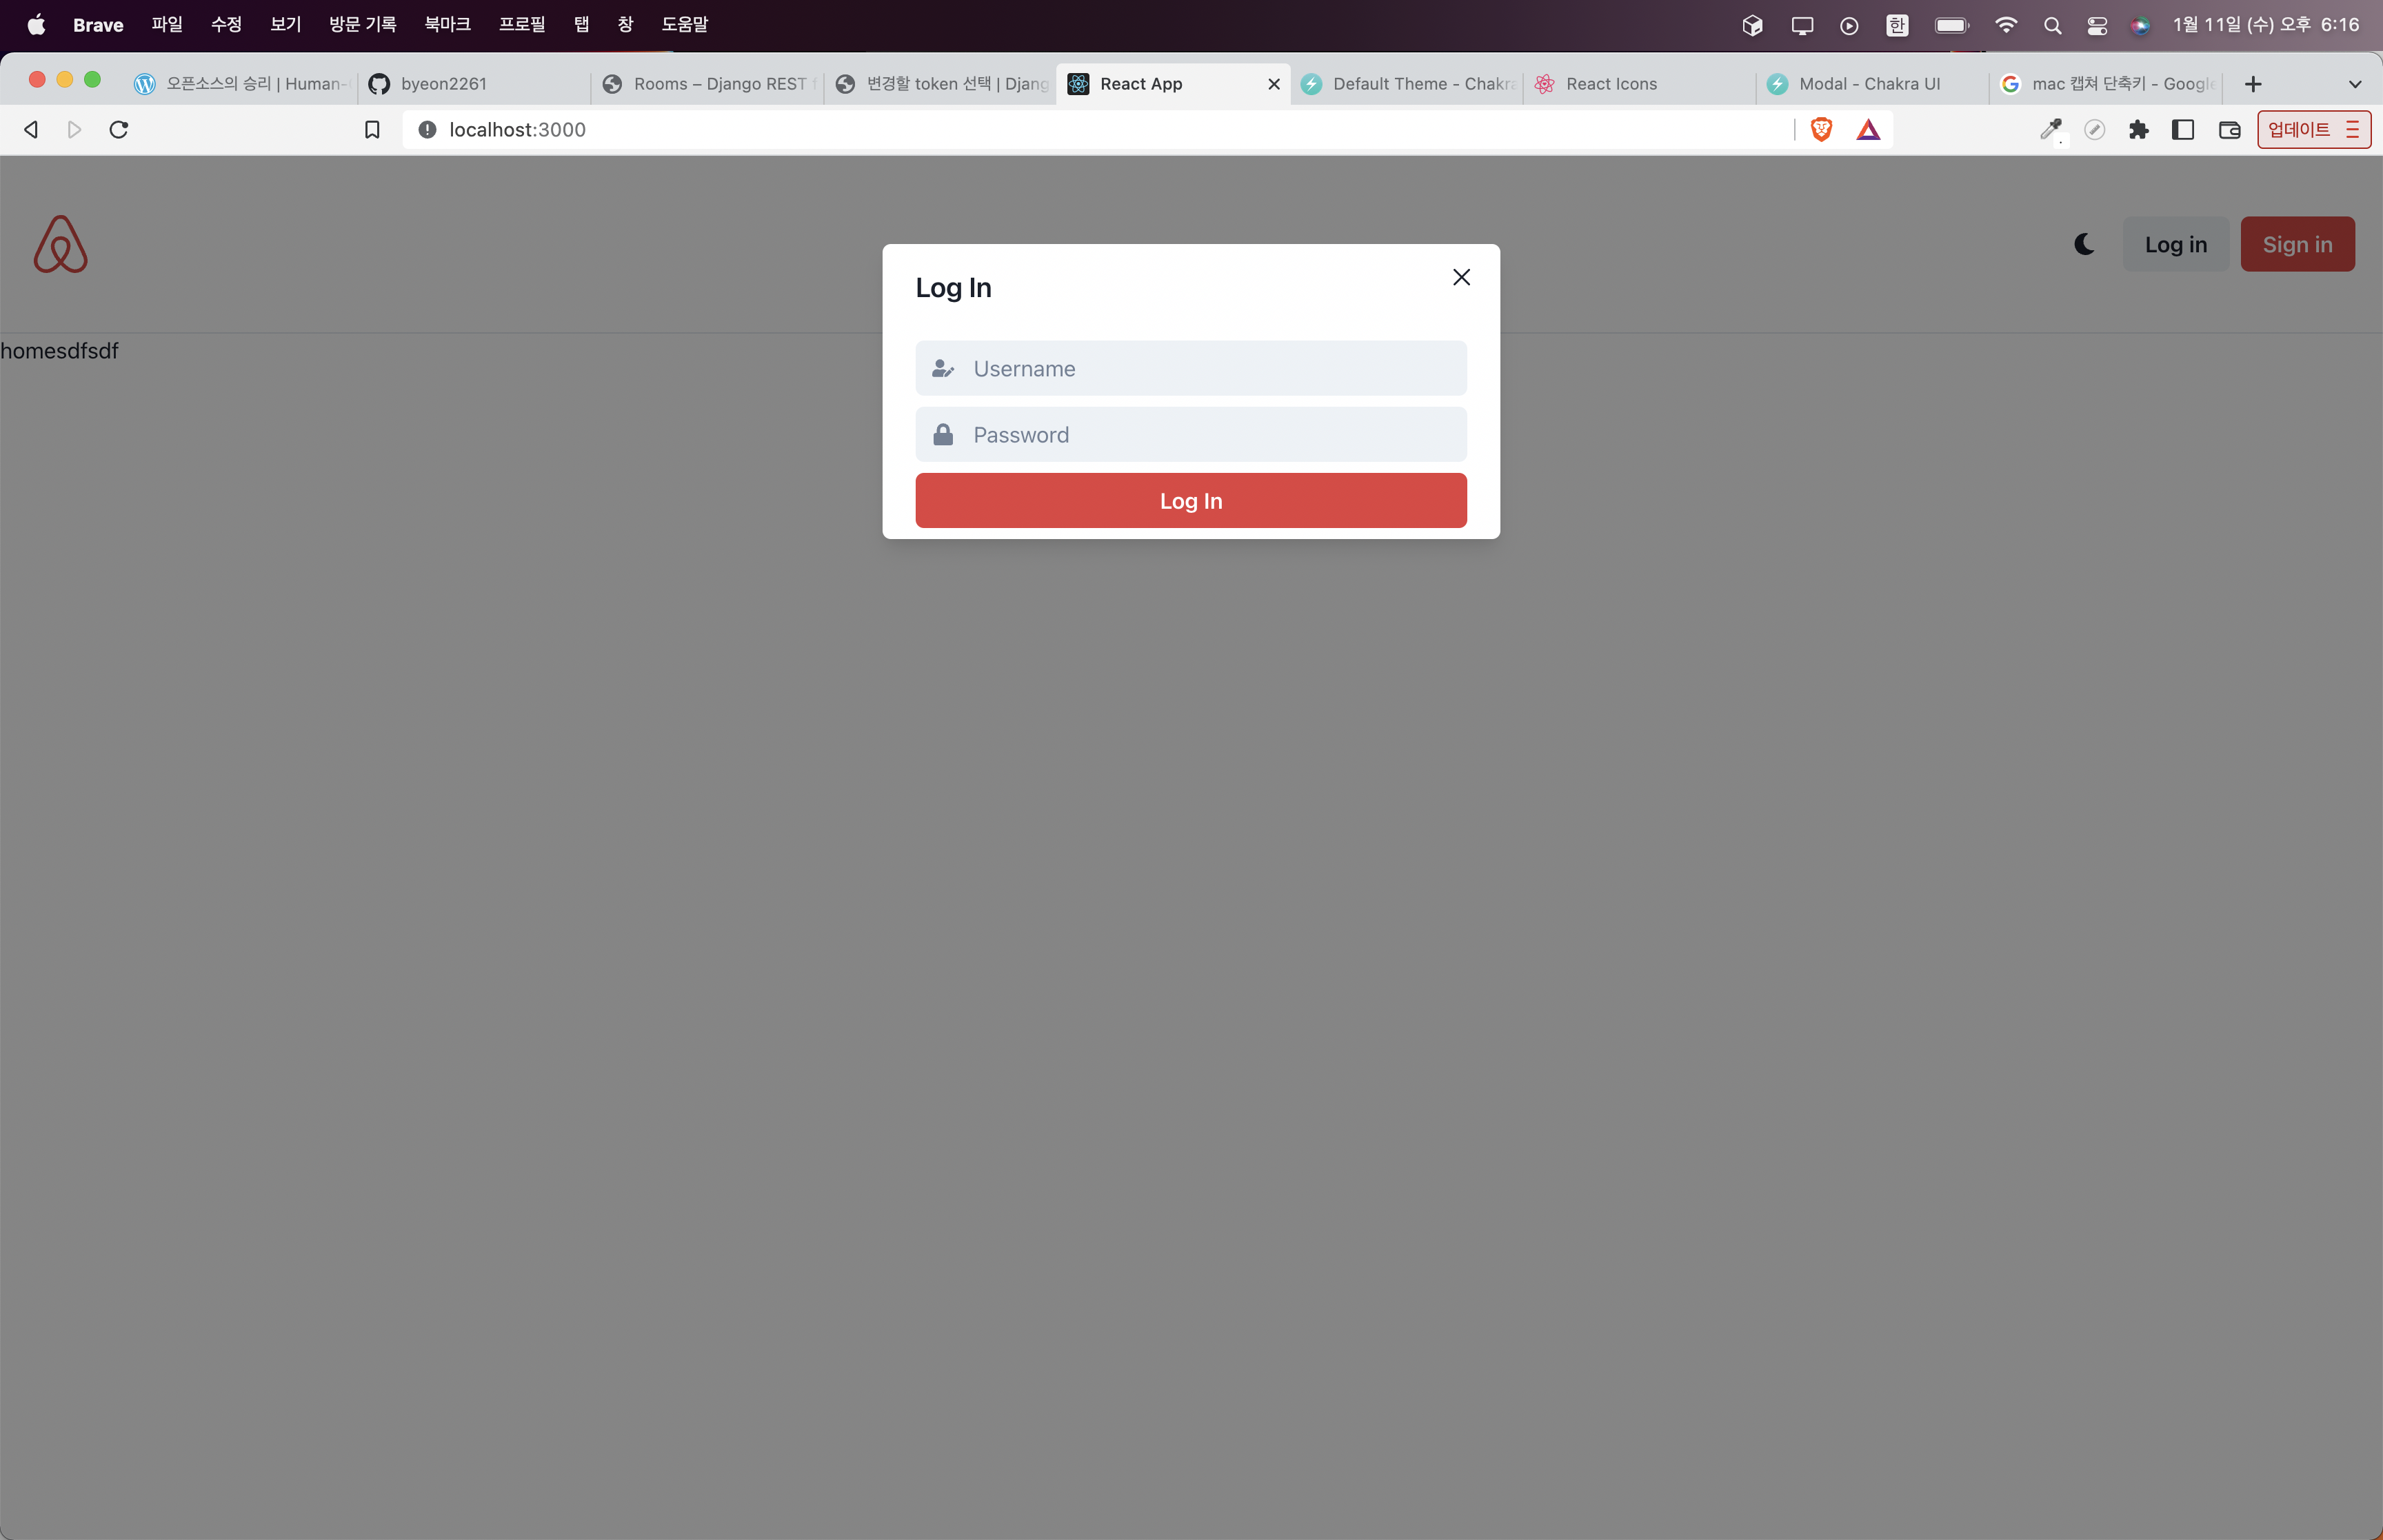 Brave 파일 수정 보기 방문 기록 북마크 프로필 탭 창 도움말 한 1월 11일 (수) 오후 6:16
오픈소스의 승리 | Human- byeon2261 Rooms – Django REST 변경할 token 선택 | Djang React App Default Theme - Chakra React Icons Modal - Chakra UI mac 캡쳐 단축키 - Google
localhost:3000 업데이트
Log in Sign in
Log In
homesdfsdf
Username
Password
Log In